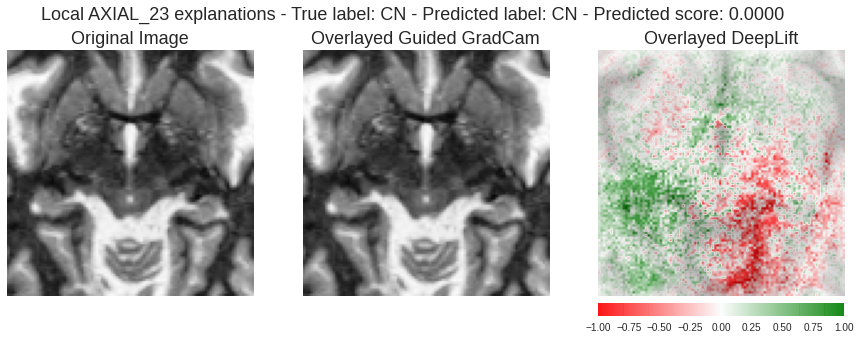 Local AXIAL_23 explanations - True label: CN - Predicted label: CN - Predicted score: 0.0000
Original Image
Overlayed Guided GradCam
Overlayed DeepLift
−1.00 −0.75 −0.50 −0.25 0.00 0.25 0.50 0.75 1.00